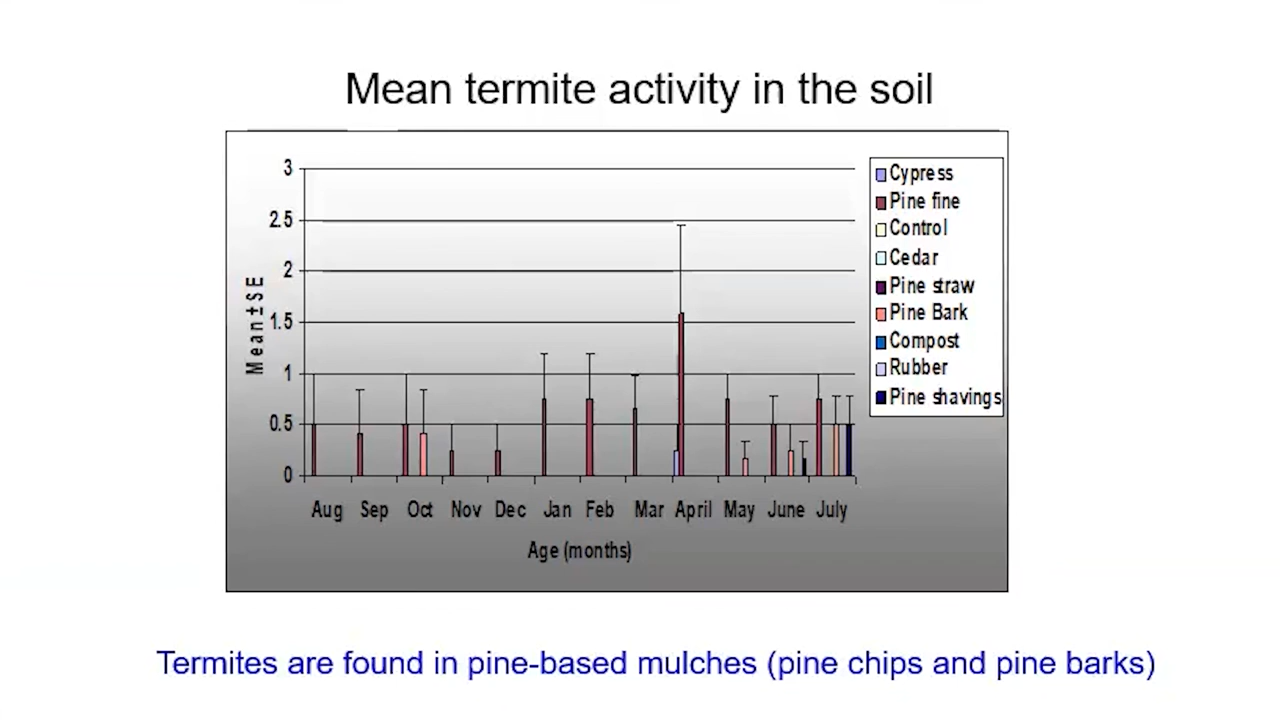 Mean termite activity in the soil
3
2.5
2
1.5
1
0.5
0
Mean±SE
Aug Sep Oct Nov Dec Jan Feb Mar April May June July
Age (months)
Cypress
Pine fine
Control
Cedar
Pine straw
Pine Bark
Compost
Rubber
Pine shavings
Termites are found in pine-based mulches (pine chips and pine barks)